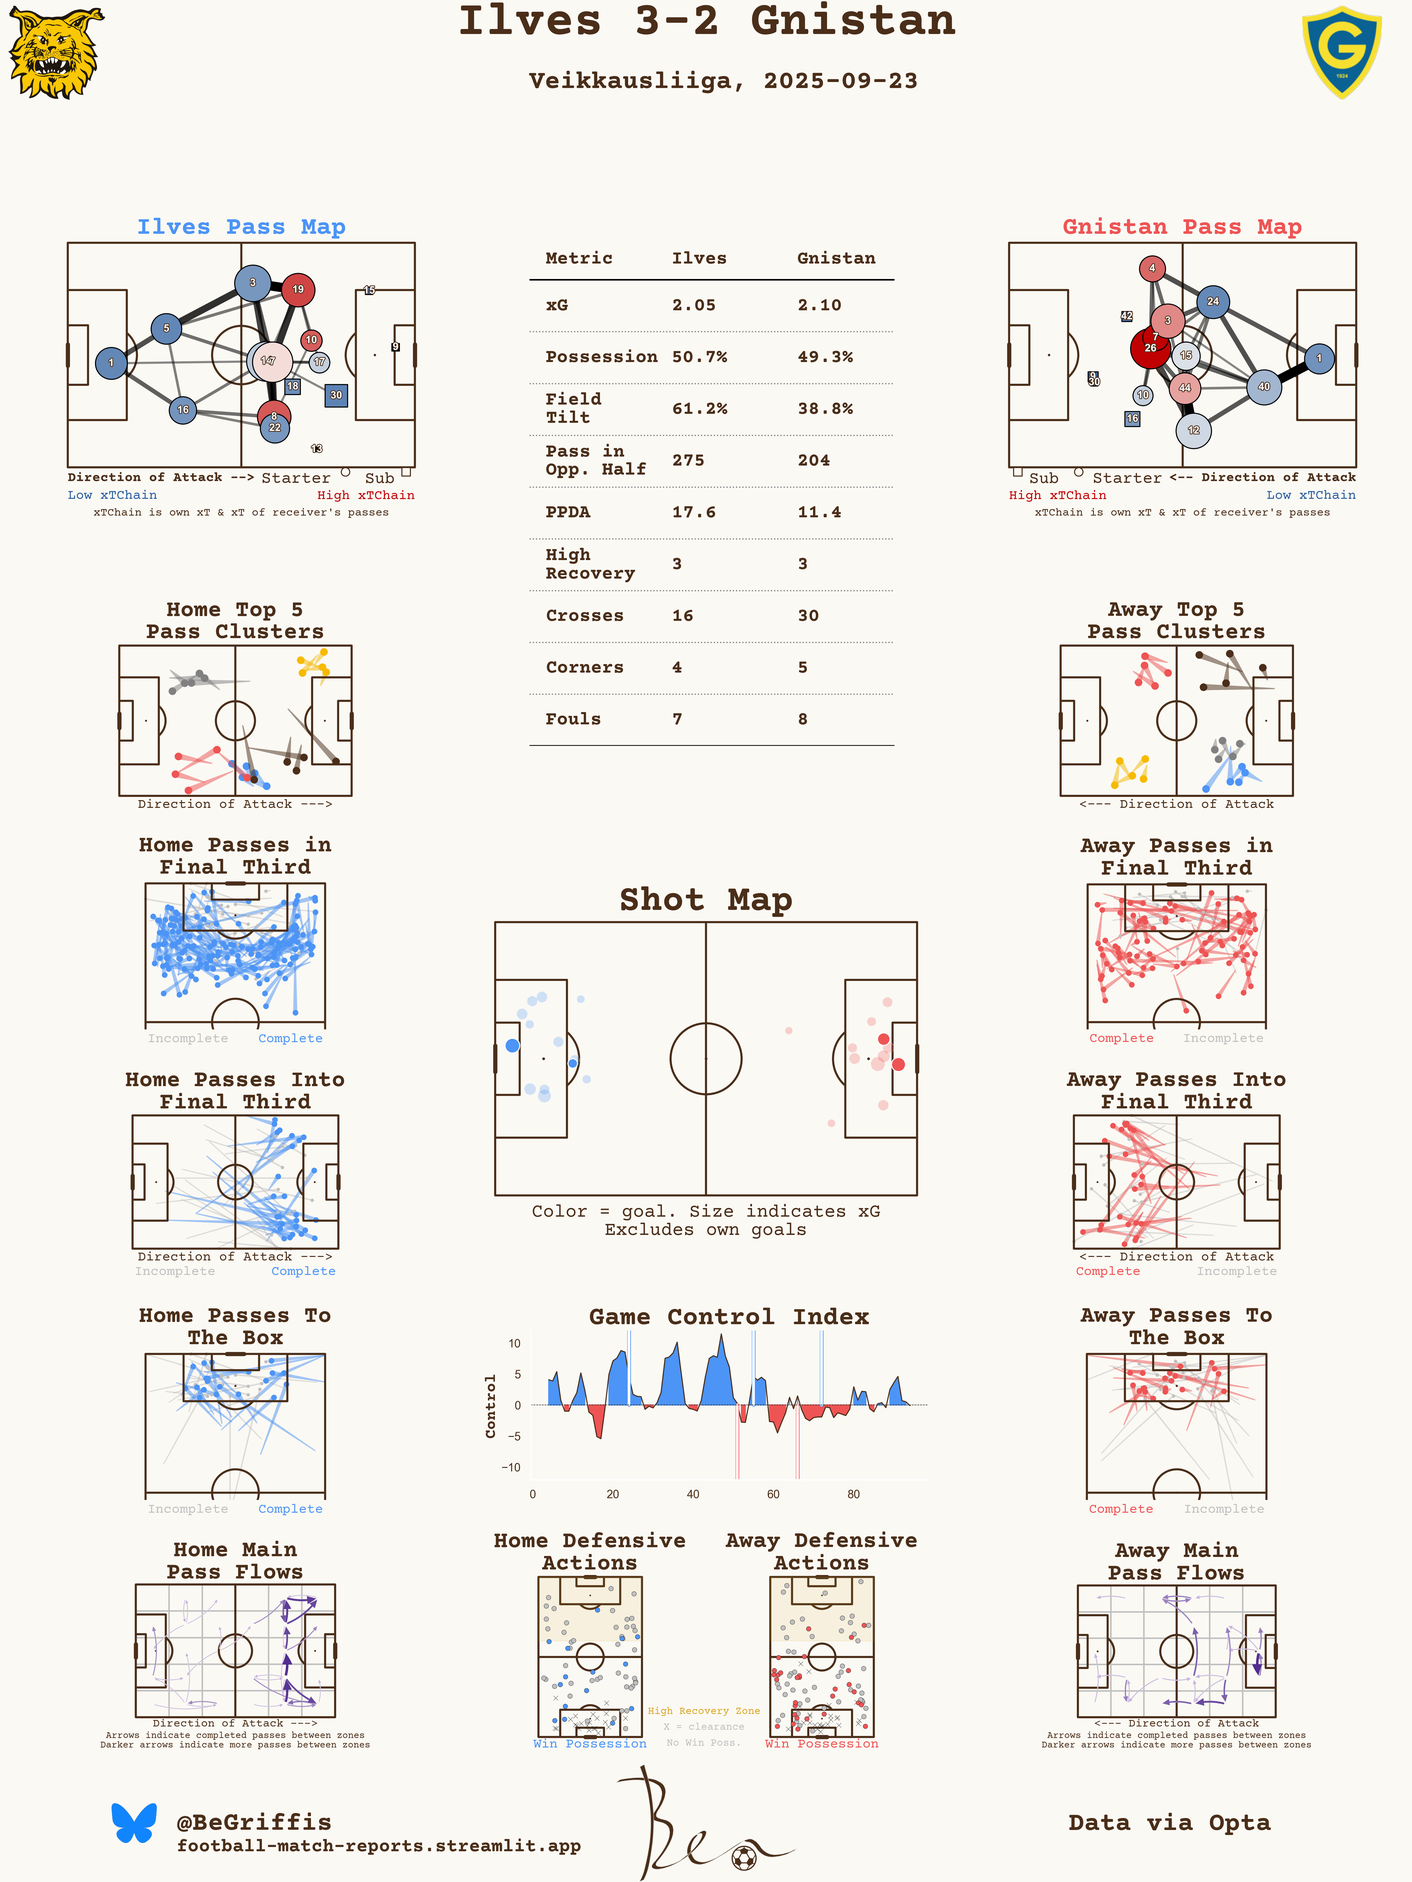 Ilves 3-2 Gnistan
Veikkausliiga, 2025-09-23
1924
Ilves Pass Map
3
19
5
10
1
147
17
18
30
16
8
22
15
9
13
Direction of Attack --> Starter Sub
Low xTChain High xTChain
xTChain is own xT & xT of receiver's passes
Metric Ilves Gnistan
xG 2.05 2.10
Possession 50.7% 49.3%
Field
Tilt 61.2% 38.8%
Pass in
Opp. Half 275 204
PPDA 17.6 11.4
High
Recovery 3 3
Crosses 16 30
Corners 4 5
Fouls 7 8
Gnistan Pass Map
4
24
42
3
7
26
15
1
9
30
10
44
40
16
12
Sub Starter <-- Direction of Attack
High xTChain Low xTChain
xTChain is own xT & xT of receiver's passes
Home Top 5
Pass Clusters
Direction of Attack --->
Away Top 5
Pass Clusters
<--- Direction of Attack
Home Passes in
Final Third
Incomplete Complete
Away Passes in
Final Third
Complete Incomplete
Shot Map
Color = goal. Size indicates xG
Excludes own goals
Home Passes Into
Final Third
Direction of Attack --->
Incomplete Complete
Away Passes Into
Final Third
<--- Direction of Attack
Complete Incomplete
Home Passes To
The Box
Incomplete Complete
Game Control Index
Control
10
5
0
−5
−10
0 20 40 60 80
Away Passes To
The Box
Complete Incomplete
Home Main
Pass Flows
Direction of Attack --->
Arrows indicate completed passes between zones
Darker arrows indicate more passes between zones
Home Defensive
Actions
Win Possession
Away Defensive
Actions
Win Possession
High Recovery Zone
X = clearance
No Win Poss.
Away Main
Pass Flows
<--- Direction of Attack
Arrows indicate completed passes between zones
Darker arrows indicate more passes between zones
@BeGriffis
football-match-reports.streamlit.app
Ben
Data via Opta